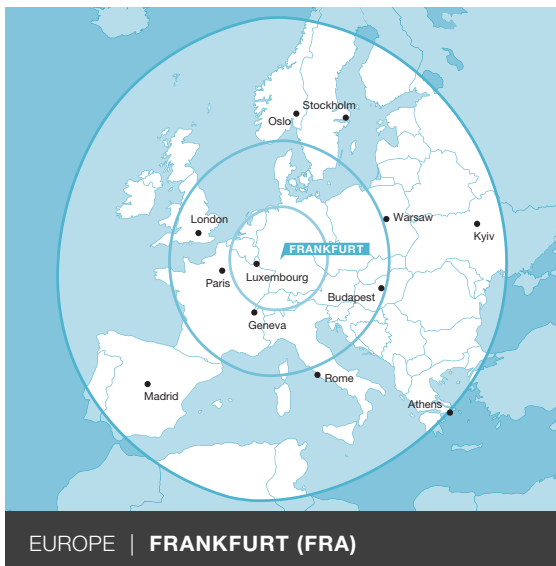 Stockholm
Oslo
London
Warsaw
Kyiv
FRANKFURT
Paris
Luxembourg
Budapest
Geneva
Rome
Madrid
Athens
EUROPE | FRANKFURT (FRA)